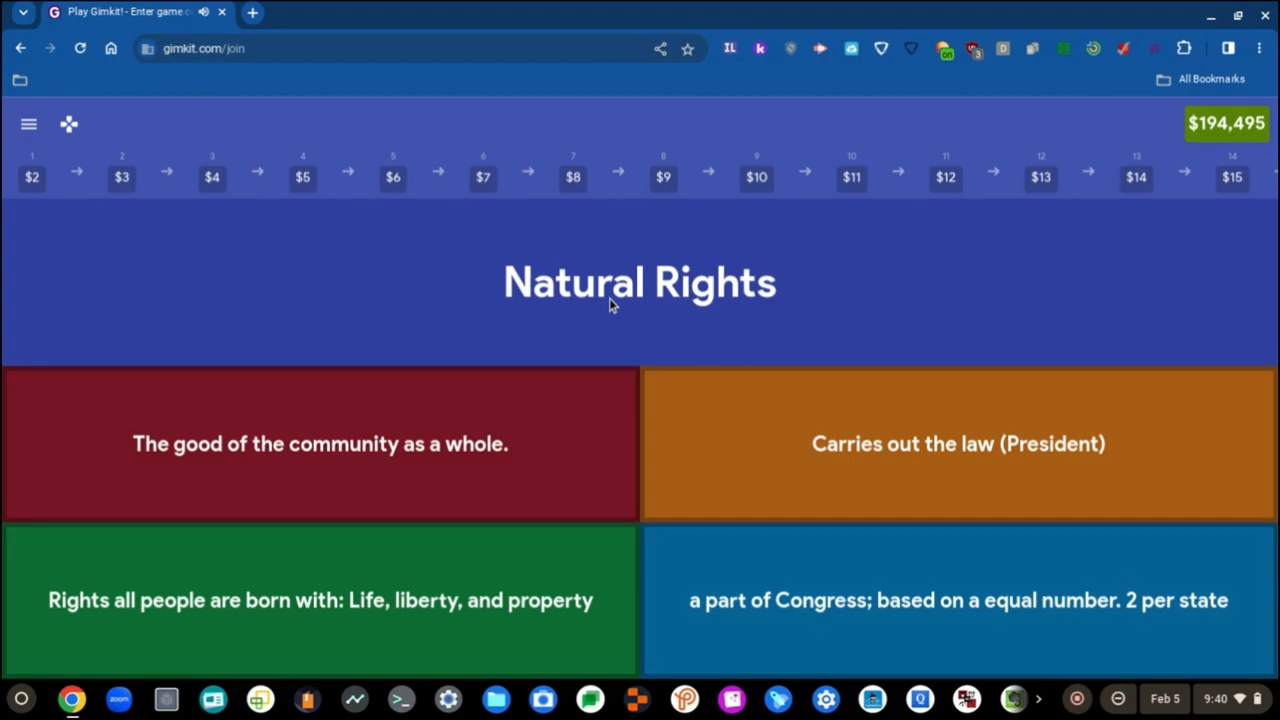 Play Gimkit! - Enter game c
gimkit.com/join
All Bookmarks
$194,495
1 2 3 4 5 6 7 8 9 10 11 12 13 14
$2 $3 $4 $5 $6 $7 $8 $9 $10 $11 $12 $13 $14 $15
Natural Rights
The good of the community as a whole.
Carries out the law (President)
Rights all people are born with: Life, liberty, and property
a part of Congress; based on a equal number. 2 per state
zoom
Feb 5
9:40